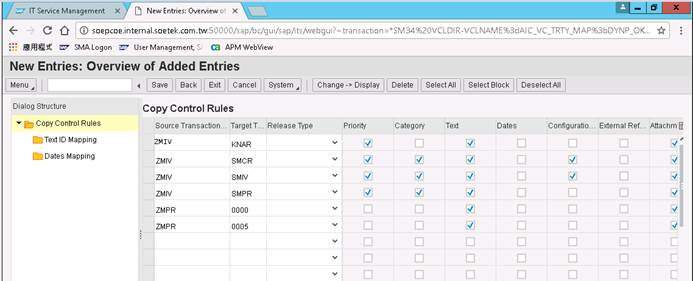 IT Service Management
New Entries: Overview of
soepcoe.internal.soetek.com.tw:50000/sap/bc/gui/sap/its/webgui?~transaction=*SM34%20VCLDIR-VCLNAME%3dAIC_VC_TRTY_MAP%3bDYNP_OK...
應用程式 SMA Logon User Management, S APM WebView
New Entries: Overview of Added Entries
Menu Save Back Exit Cancel System Change -> Display Delete Select All Select Block Deselect All
Dialog Structure
Copy Control Rules
Text ID Mapping
Dates Mapping
Copy Control Rules
Source Transaction... Target T... Release Type Priority Category Text Dates Configuratio... External Ref... Attachm
ZMIV KNAR
ZMIV SMCR
ZMIV SMIV
ZMIV SMPR
ZMPR 0000
ZMPR 0005